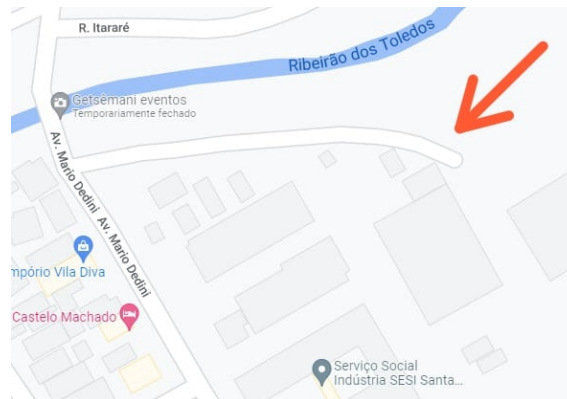 R. Itararé
Ribeirão dos Toledos
Getsêmani eventos
Temporariamente fechado
Av. Mario Dedini
Av. Mario Dedini
mpório Vila Diva
Castelo Machado
Serviço Social
Indústria SESI Santa...